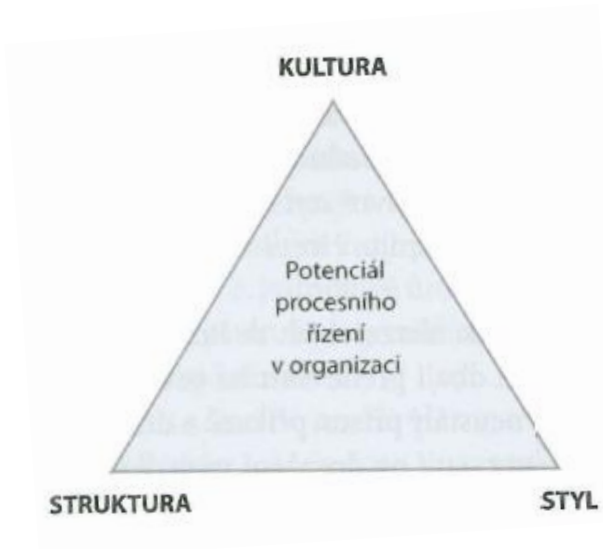 KULTURA
Potenciál
procesního
řízení
v organizaci
STRUKTURA
STYL